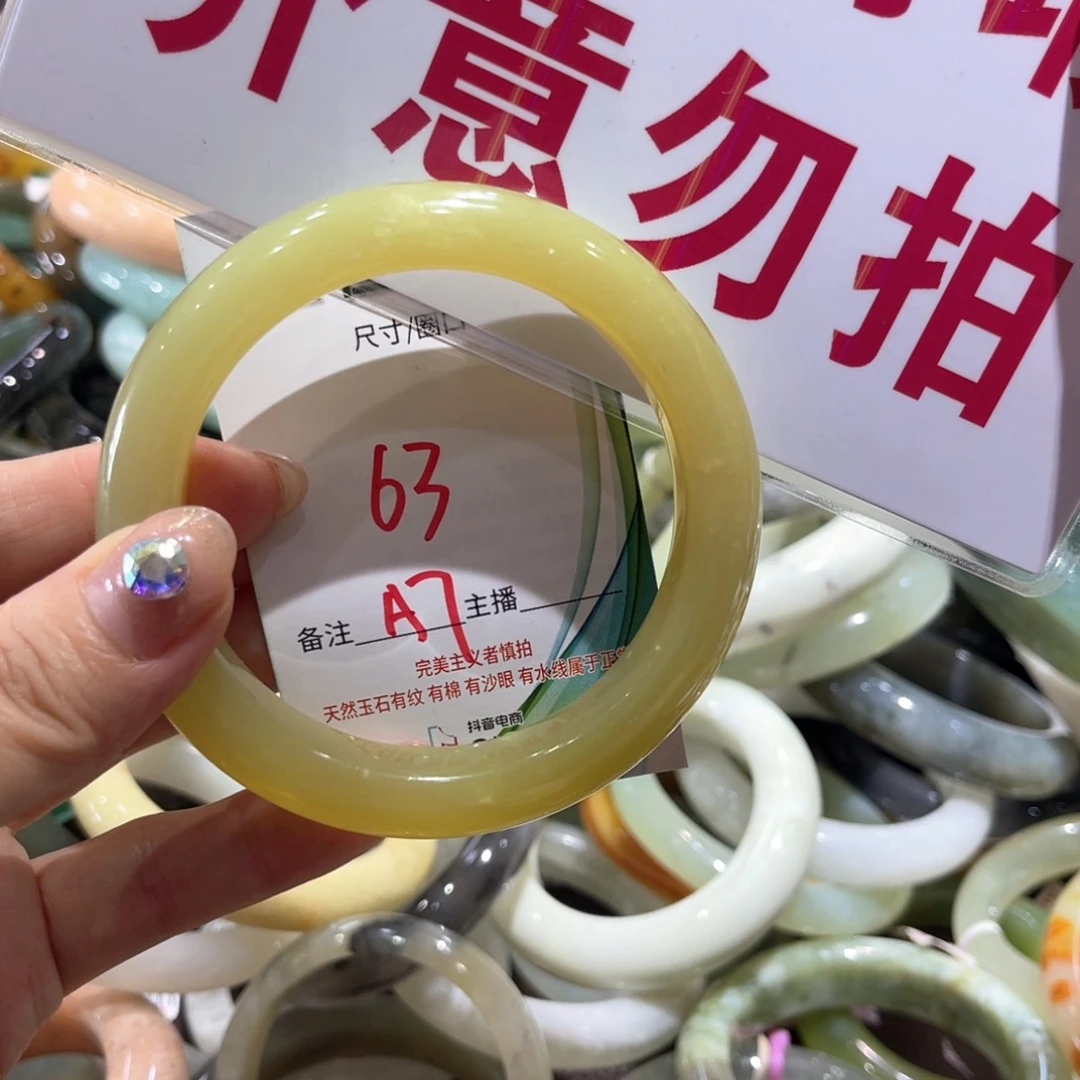 介意勿拍
尺寸/圈口
63
备注 A7 主播
完美主义者慎拍
天然玉石有纹 有棉 有沙眼 有水线属于正
抖音电商